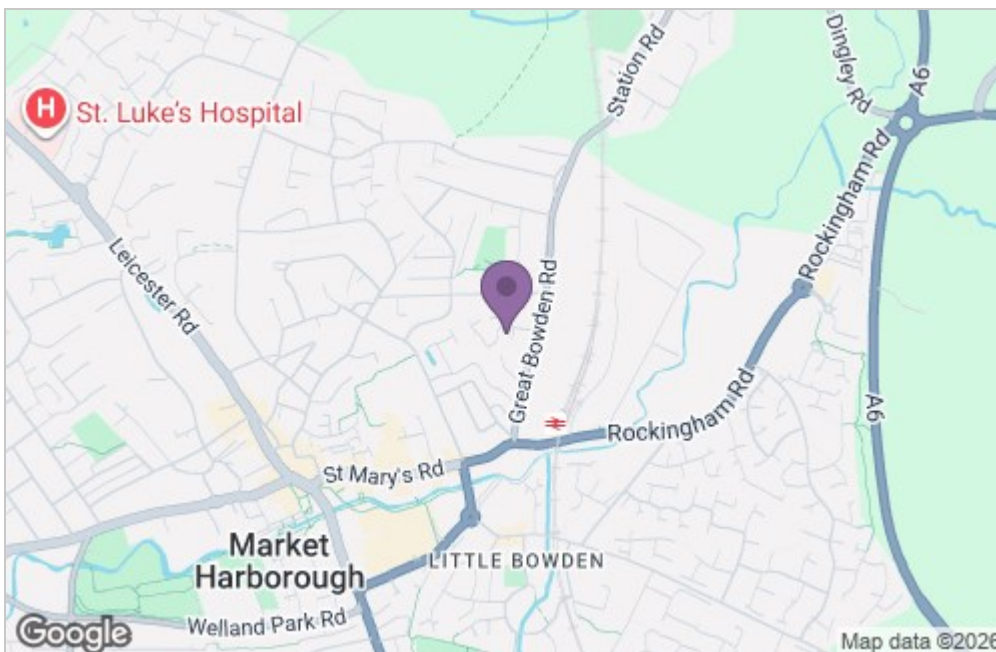 Station Rd
Dingley Rd
A6
H
St. Luke's Hospital
Rockingham Rd
Leicester Rd
Great Bowden Rd
Rockingham Rd
A6
St Mary's Rd
Market
Harborough
LITTLE BOWDEN
Welland Park Rd
Google
Map data ©2026